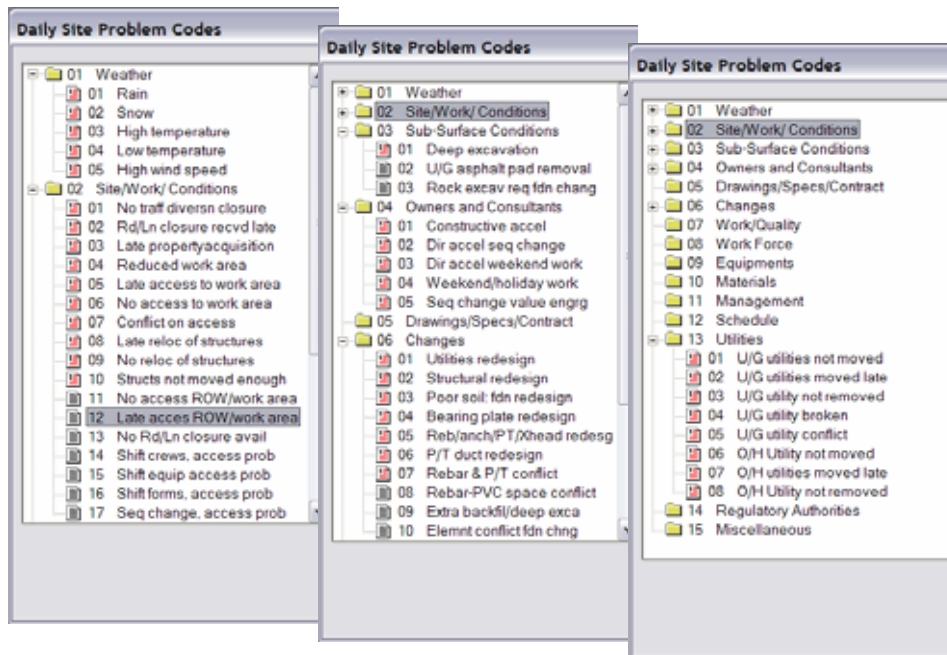 Daily Site Problem Codes
01 Weather
01 Rain
02 Snow
03 High temperature
04 Low temperature
05 High wind speed
02 Site/Work/ Conditions
01 No traff diversn closure
02 Rd/Ln closure recvd late
03 Late propertyacquisition
04 Reduced work area
05 Late access to work area
06 No access to work area
07 Conflict on access
08 Late reloc of structures
09 No reloc of structures
10 Structs not moved enough
11 No access ROW/work area
12 Late acces ROW/work area
13 No Rd/Ln closure avail
14 Shift crews, access prob
15 Shift equip access prob
16 Shift forms, access prob
17 Seq change, access prob
Daily Site Problem Codes
01 Weather
02 Site/Work/ Conditions
03 Sub-Surface Conditions
01 Deep excavation
02 U/G asphalt pad removal
03 Rock excav req fdn chang
04 Owners and Consultants
01 Constructive accel
02 Dir accel seq change
03 Dir accel weekend work
04 Weekend/holiday work
05 Seq change value engrg
05 Drawings/Specs/Contract
06 Changes
01 Utilities redesign
02 Structural redesign
03 Poor soil: fdn redesign
04 Bearing plate redesign
05 Reb/anch/PT/Xhead redesg
06 P/T duct redesign
07 Rebar & P/T conflict
08 Rebar-PVC space conflict
09 Extra backfil/deep exca
10 Elemnt conflict fdn chng
Daily Site Problem Codes
01 Weather
02 Site/Work/ Conditions
03 Sub-Surface Conditions
04 Owners and Consultants
05 Drawings/Specs/Contract
06 Changes
07 Work/Quality
08 Work Force
09 Equipments
10 Materials
11 Management
12 Schedule
13 Utilities
01 U/G utilities not moved
02 U/G utilities moved late
03 U/G utility not removed
04 U/G utility broken
05 U/G utility conflict
06 O/H Utility not moved
07 O/H utilities moved late
08 O/H Utility not removed
14 Regulatory Authorities
15 Miscellaneous